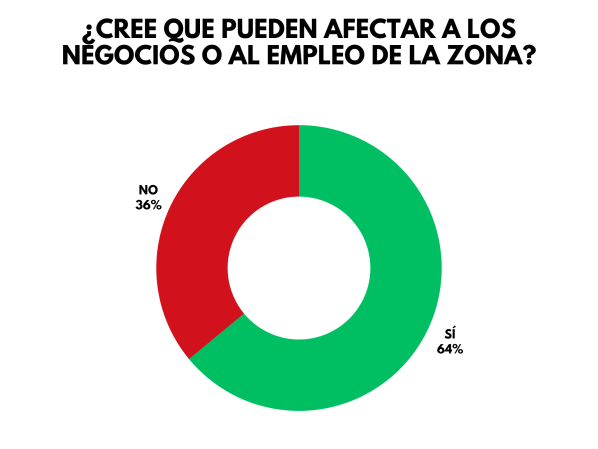 ¿CREE QUE PUEDEN AFECTAR A LOS
NEGOCIOS O AL EMPLEO DE LA ZONA?
NO
36%
SÍ
64%